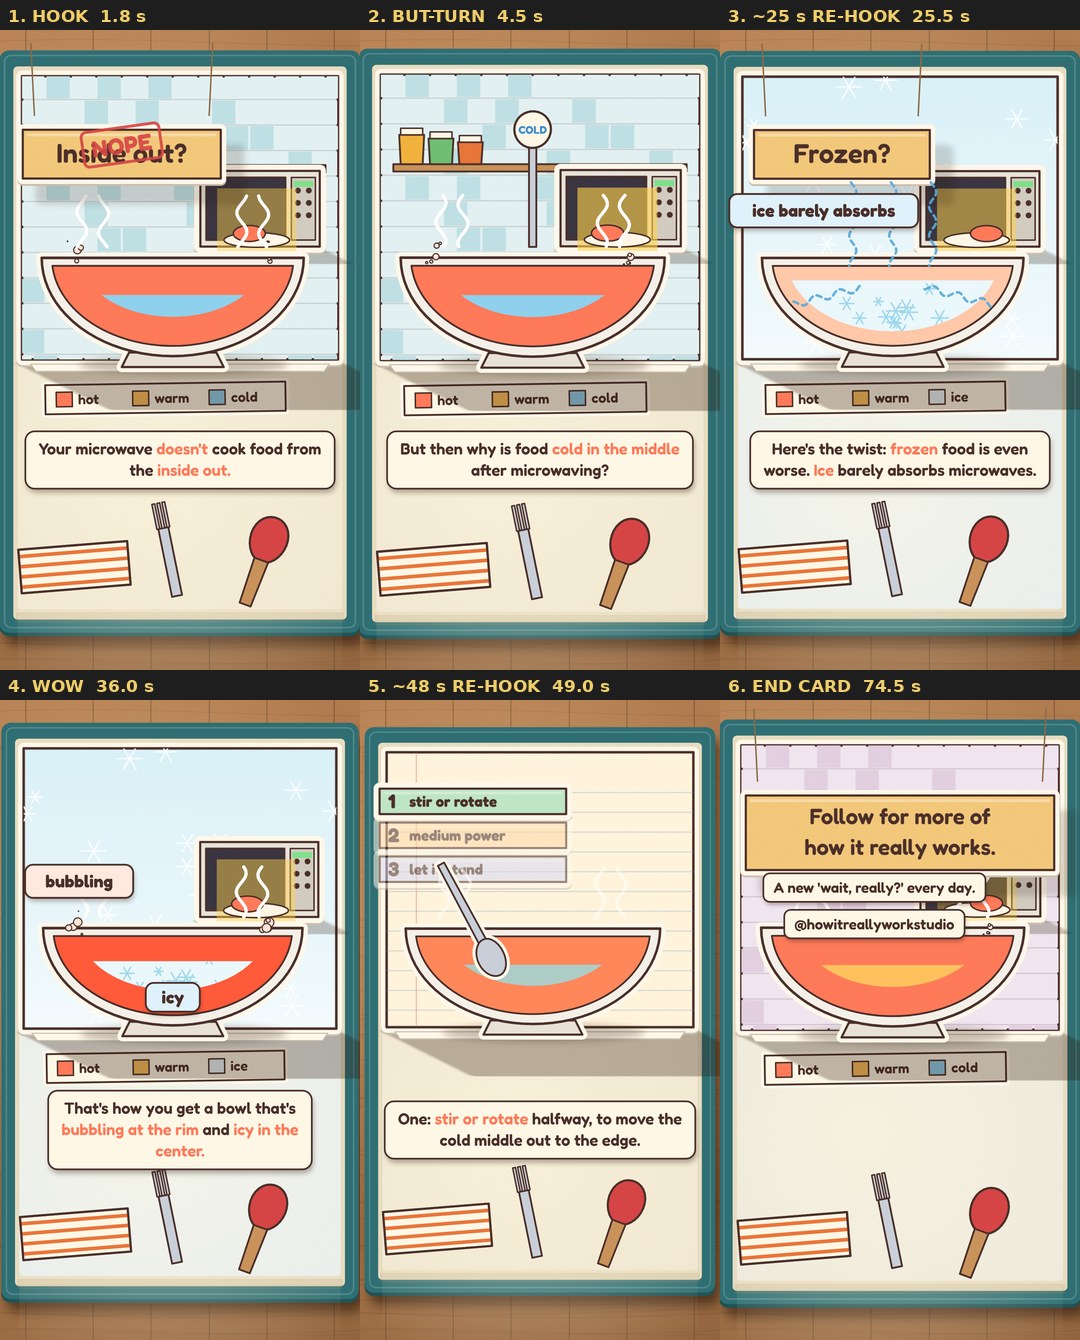 1. HOOK 1.8 s
Inside out?
NOPE
hot warm cold
Your microwave doesn't cook food from
the inside out.
2. BUT-TURN 4.5 s
COLD
hot warm cold
But then why is food cold in the middle
after microwaving?
3. ~25 s RE-HOOK 25.5 s
Frozen?
ice barely absorbs
hot warm ice
Here's the twist: frozen food is even
worse. Ice barely absorbs microwaves.
4. WOW 36.0 s
bubbling
icy
hot warm ice
That's how you get a bowl that's
bubbling at the rim and icy in the
center.
5. ~48 s RE-HOOK 49.0 s
1 stir or rotate
2 medium power
3 let it stand
One: stir or rotate halfway, to move the
cold middle out to the edge.
6. END CARD 74.5 s
Follow for more of
how it really works.
A new 'wait, really?' every day.
@howitreallyworkstudio
hot warm cold